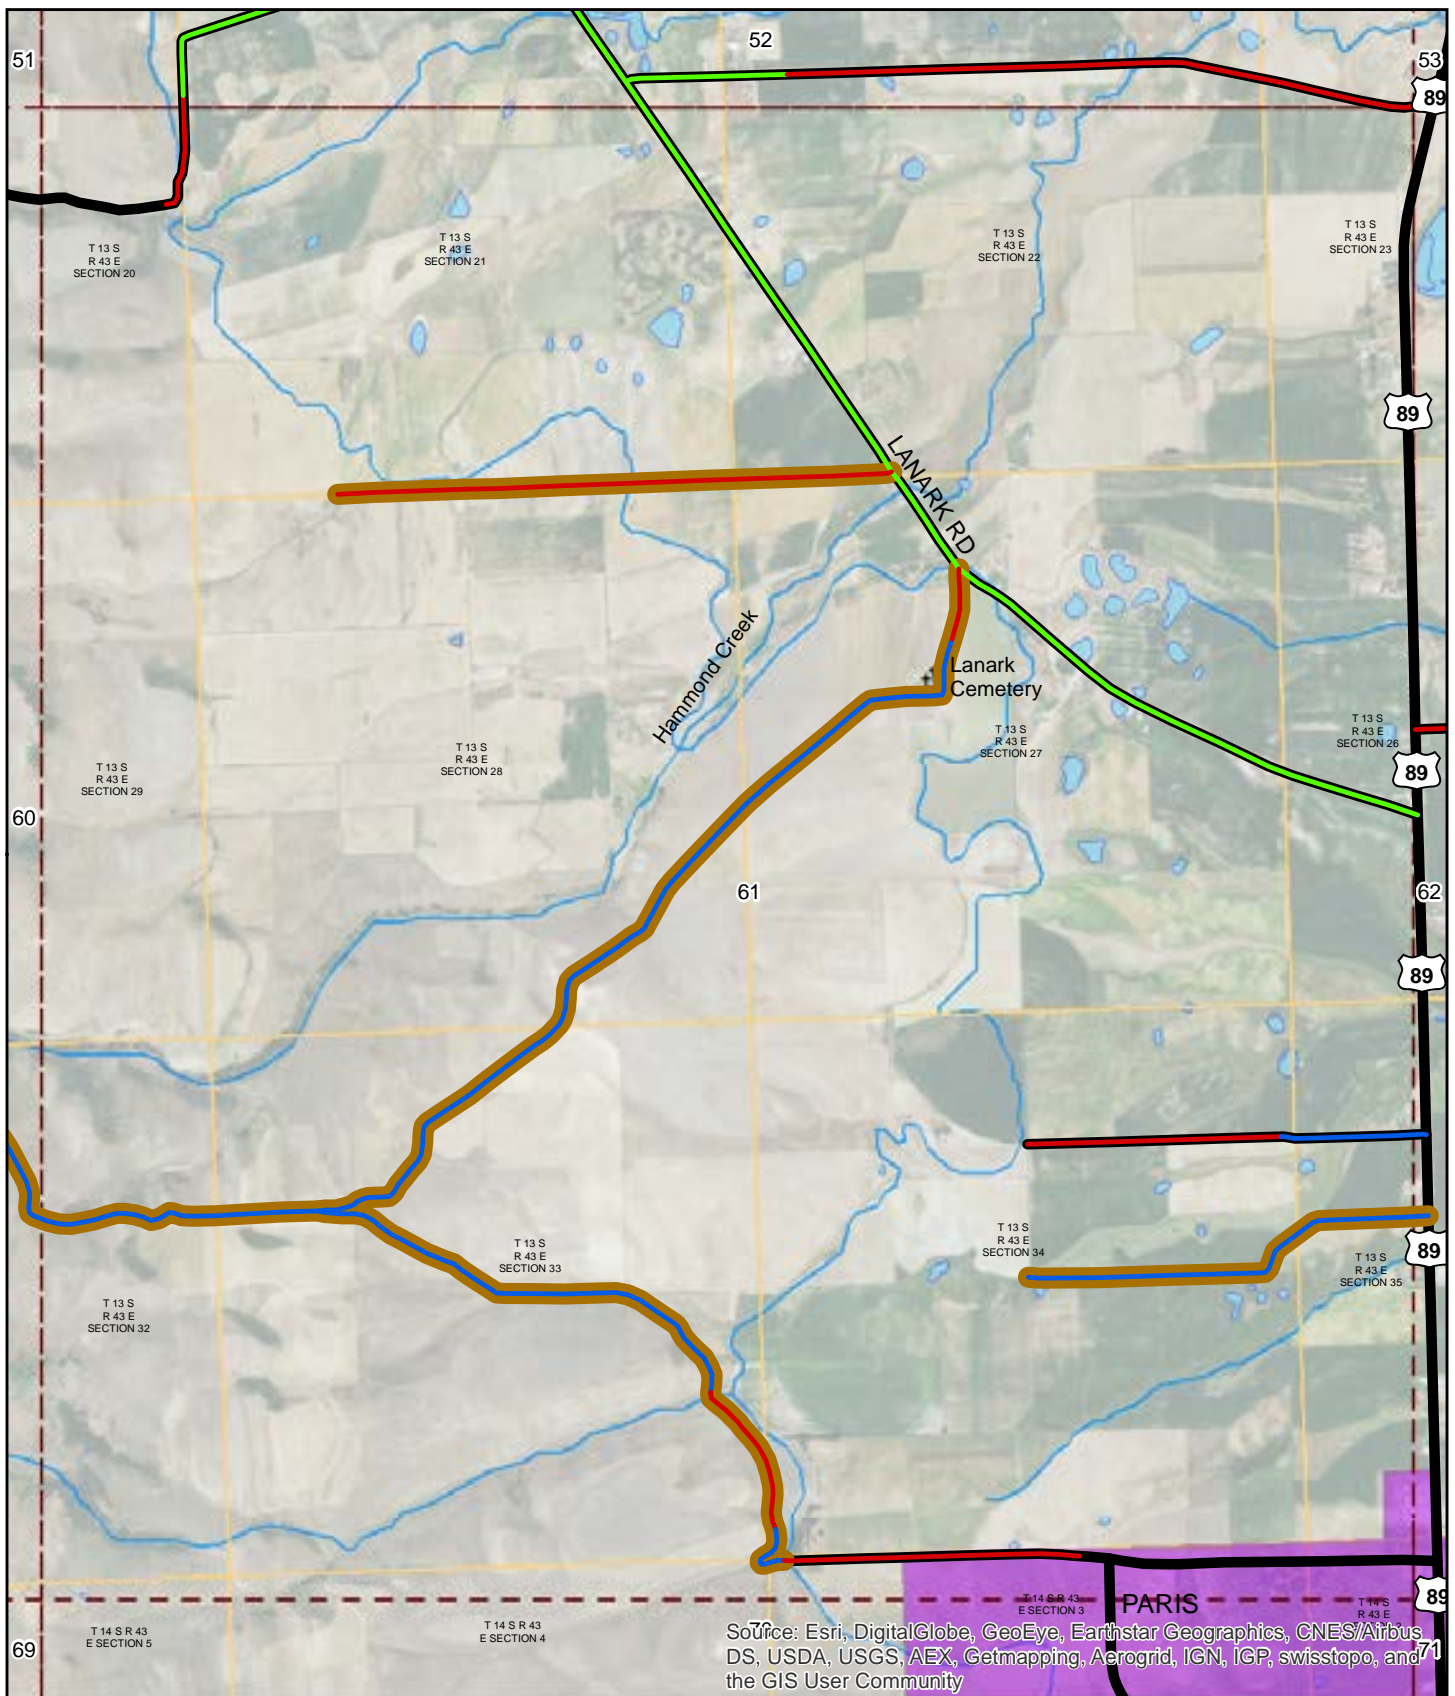 51
52
53
89
T 13 S
R 43 E
SECTION 20
T 13 S
R 43 E
SECTION 21
T 13 S
R 43 E
SECTION 22
T 13 S
R 43 E
SECTION 23
89
LANARK RD
Hammond Creek
Lanark
Cemetery
T 13 S
R 43 E
SECTION 29
T 13 S
R 43 E
SECTION 28
T 13 S
R 43 E
SECTION 27
T 13 S
R 43 E
SECTION 26
89
60
61
62
89
T 13 S
R 43 E
SECTION 32
T 13 S
R 43 E
SECTION 33
T 13 S
R 43 E
SECTION 34
T 13 S
R 43 E
SECTION 35
89
89
T 14 S R 43
E SECTION 5
T 14 S R 43
E SECTION 4
T 14 S R 43
E SECTION 3
PARIS
T 14 S
R 43 E
69
71
Source: Esri, DigitalGlobe, GeoEye, Earthstar Geographics, CNES/Airbus
DS, USDA, USGS, AEX, Getmapping, Aerogrid, IGN, IGP, swisstopo, and
the GIS User Community